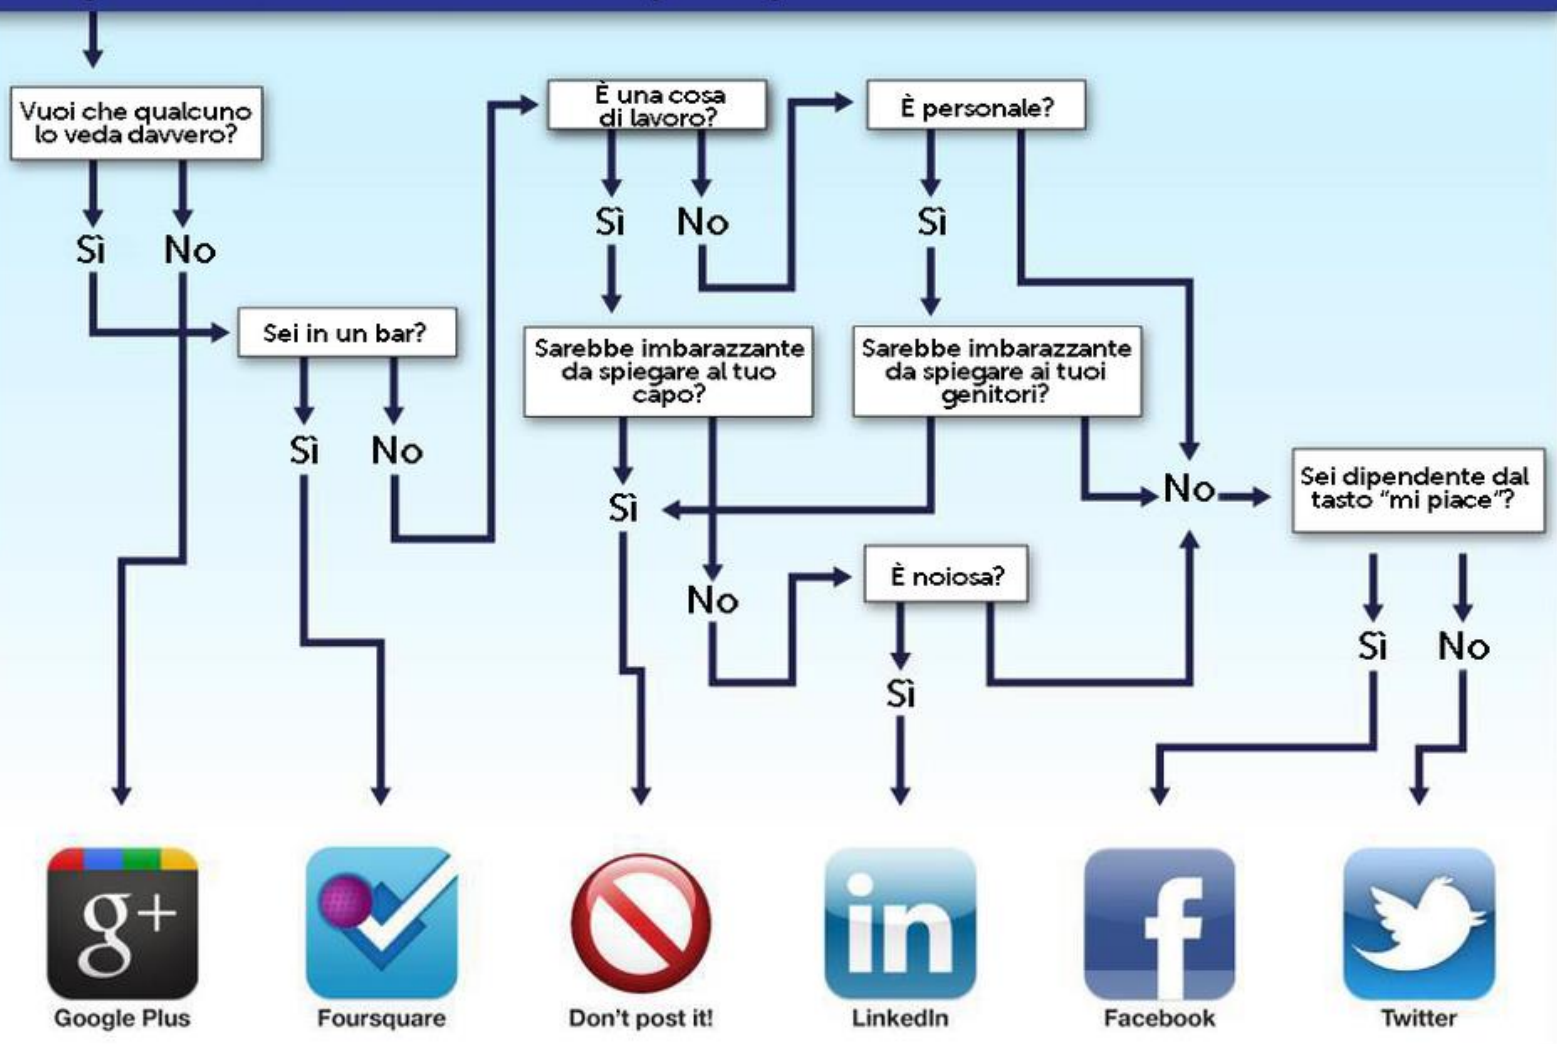 Vuoi che qualcuno
lo veda davvero?
Sì
No
Sei in un bar?
Sì
No
È una cosa
di lavoro?
Sì
No
È personale?
Sì
Sarebbe imbarazzante
da spiegare al tuo
capo?
Sarebbe imbarazzante
da spiegare ai tuoi
genitori?
Sì
No
No
Sei dipendente dal
tasto "mi piace"?
È noiosa?
Sì
Sì
No
g+
in
f
Google Plus
Foursquare
Don't post it!
LinkedIn
Facebook
Twitter